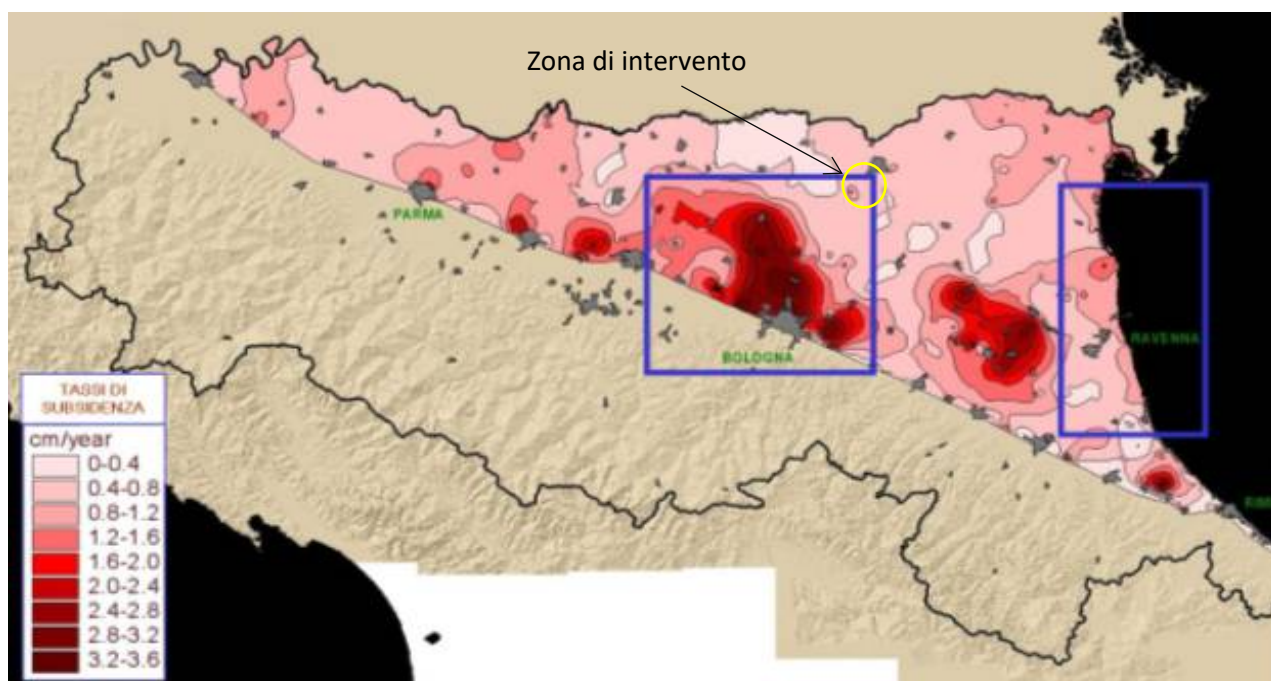 Zona di intervento
PARMA
BOLOGNA
RAVENNA
TASSI DI
SUBSIDENZA
cm/year
0-0.4
0.4-0.8
0.8-1.2
1.2-1.6
1.6-2.0
2.0-2.4
2.4-2.8
2.8-3.2
3.2-3.6